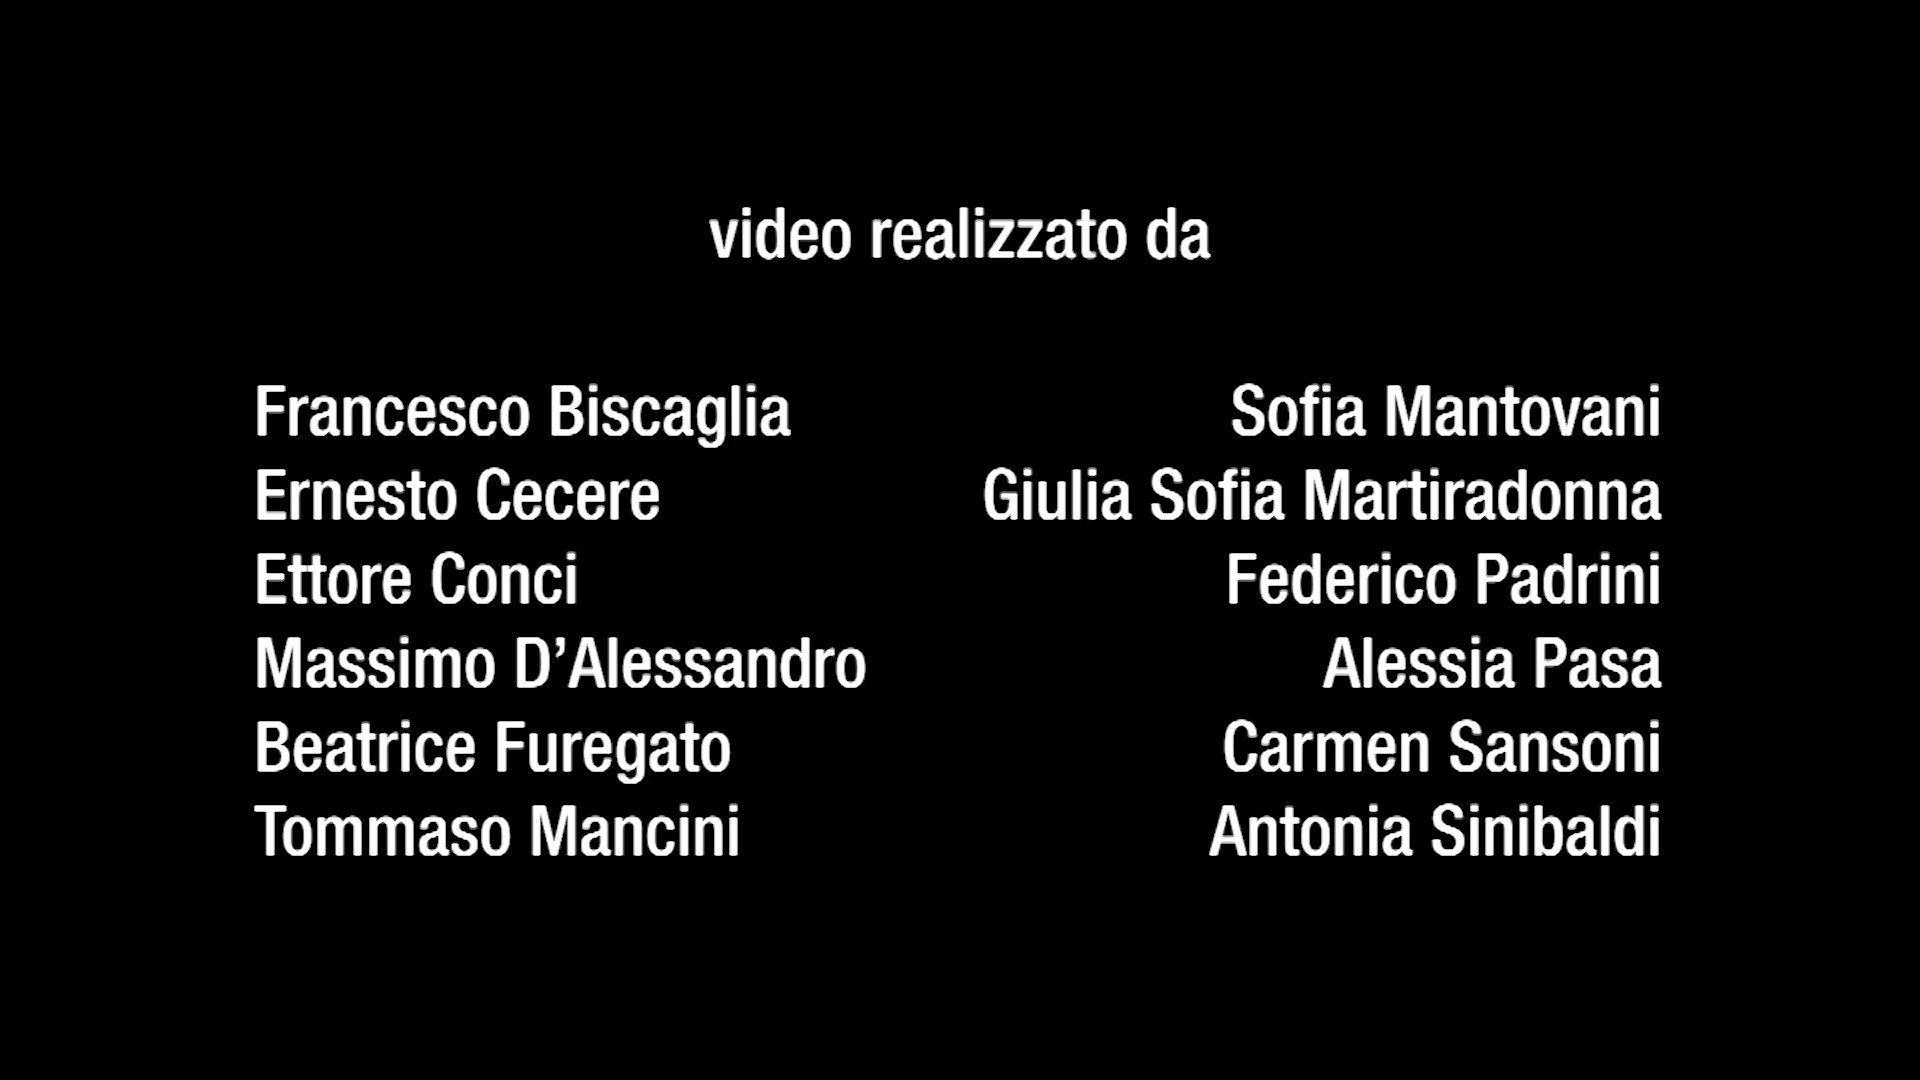 video realizzato da
Francesco Biscaglia
Ernesto Cecere
Ettore Conci
Massimo D’Alessandro
Beatrice Furegato
Tommaso Mancini
Sofia Mantovani
Giulia Sofia Martiradonna
Federico Padrini
Alessia Pasa
Carmen Sansoni
Antonia Sinibaldi